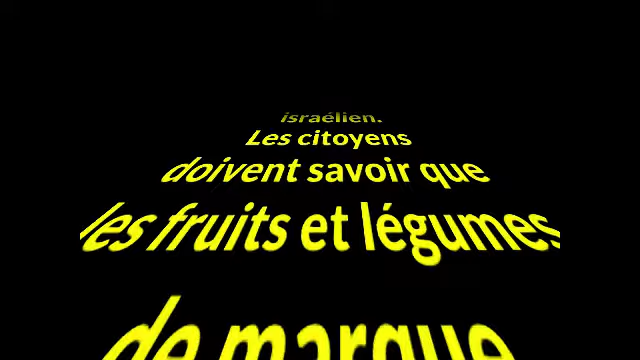 israélien.
Les citoyens
doivent savoir que
les fruits et légumes
de marque